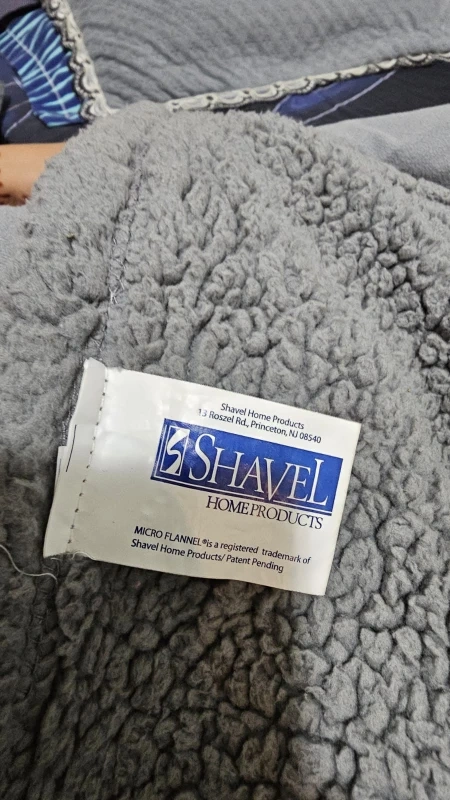 Shavel Home Products
13 Roszel Rd., Princeton, NJ 08540
SHAVEL
HOME PRODUCTS
MICRO FLANNEL® is a registered trademark of
Shavel Home Products/ Patent Pending